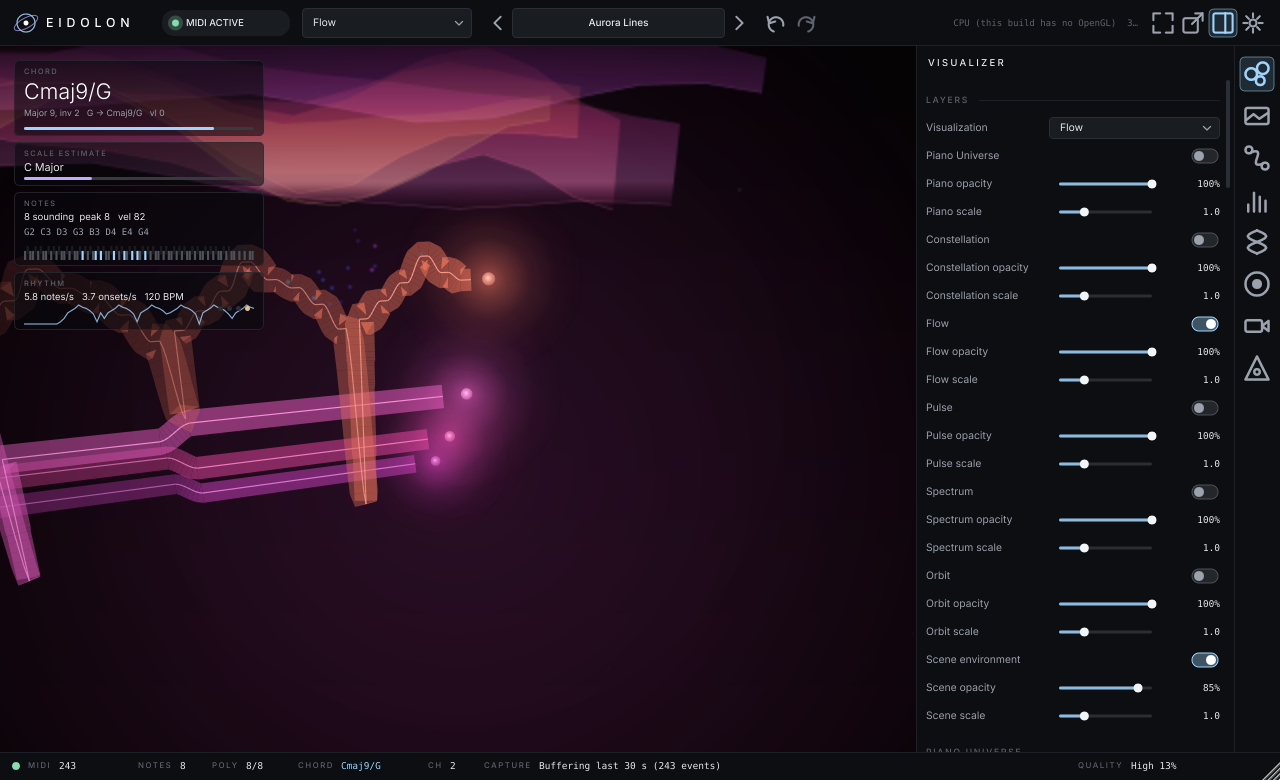 EIDOLON
MIDI ACTIVE
Flow
Aurora Lines
CPU (this build has no OpenGL) 3…
CHORD
Cmaj9/G
Major 9, inv 2 G → Cmaj9/G vl 0
SCALE ESTIMATE
C Major
NOTES
8 sounding peak 8 vel 82
G2 C3 D3 G3 B3 D4 E4 G4
RHYTHM
5.8 notes/s 3.7 onsets/s 120 BPM
VISUALIZER
LAYERS
Visualization Flow
Piano Universe
Piano opacity 100%
Piano scale 1.0
Constellation
Constellation opacity 100%
Constellation scale 1.0
Flow
Flow opacity 100%
Flow scale 1.0
Pulse
Pulse opacity 100%
Pulse scale 1.0
Spectrum
Spectrum opacity 100%
Spectrum scale 1.0
Orbit
Orbit opacity 100%
Orbit scale 1.0
Scene environment
Scene opacity 85%
Scene scale 1.0
PIANO UNIVERSE
MIDI 243 NOTES 8 POLY 8/8 CHORD Cmaj9/G CH 2 CAPTURE Buffering last 30 s (243 events) QUALITY High 13%